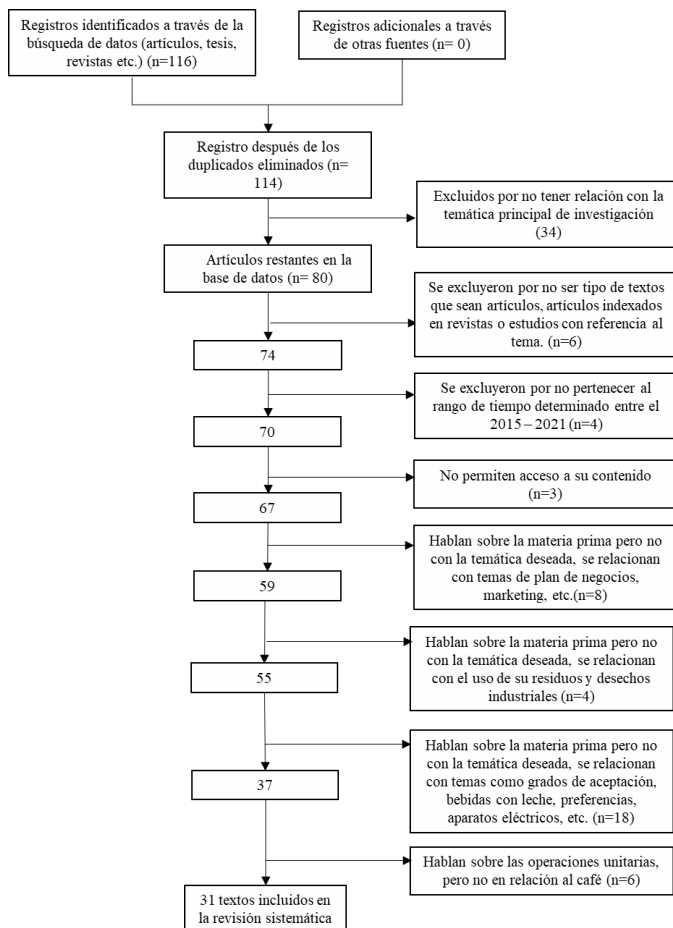 Registros identificados a través de la
búsqueda de datos (artículos, tesis,
revistas etc.) (n=116)
Registros adicionales a través
de otras fuentes (n= 0)
Registro después de los
duplicados eliminados (n=
114)
Excluidos por no tener relación con la
temática principal de investigación
(34)
Artículos restantes en la
base de datos (n= 80)
Se excluyeron por no ser tipo de textos
que sean artículos, artículos indexados
en revistas o estudios con referencia al
tema. (n=6)
74
Se excluyeron por no pertenecer al
rango de tiempo determinado entre el
2015 – 2021 (n=4)
70
No permiten acceso a su contenido
(n=3)
67
Hablan sobre la materia prima pero no
con la temática deseada, se relacionan
con temas de plan de negocios,
marketing, etc.(n=8)
59
Hablan sobre la materia prima pero no
con la temática deseada, se relacionan
con el uso de su residuos y desechos
industriales (n=4)
55
Hablan sobre la materia prima pero no
con la temática deseada, se relacionan
con temas como grados de aceptación,
bebidas con leche, preferencias,
aparatos eléctricos, etc. (n=18)
37
Hablan sobre las operaciones unitarias,
pero no en relación al café (n=6)
31 textos incluidos en
la revisión sistemática